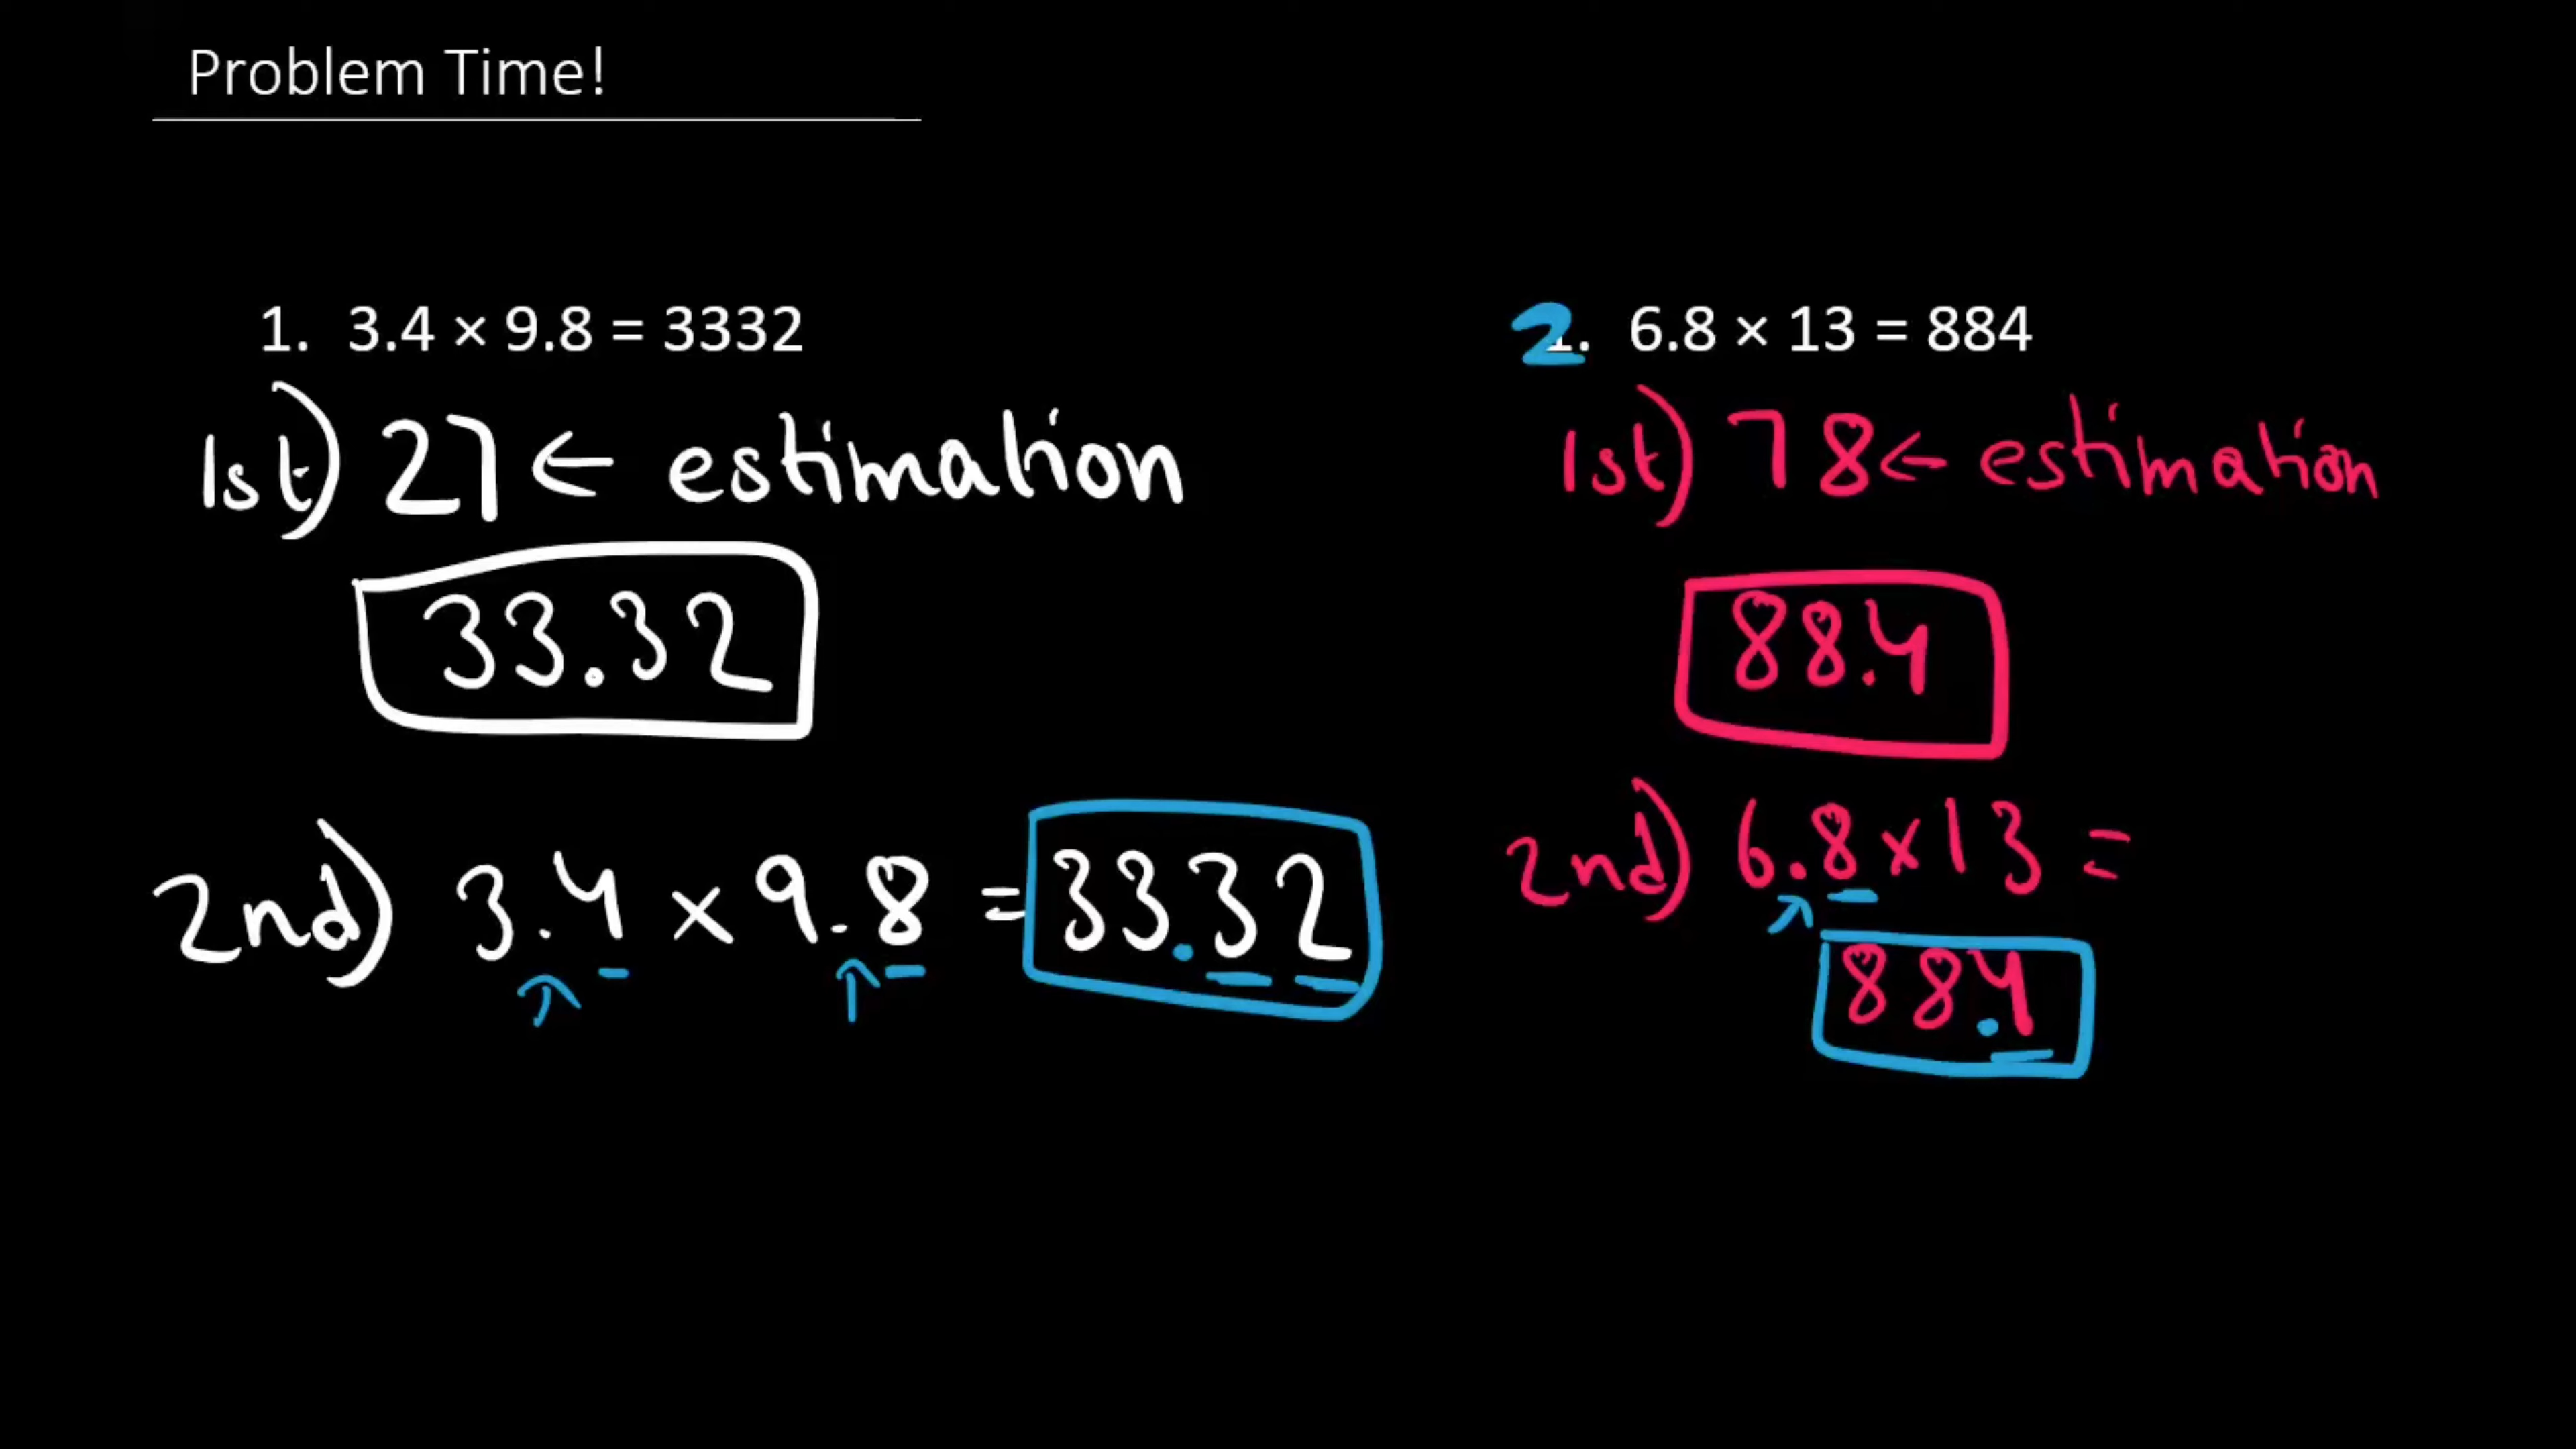 Problem Time!
1. 3.4 × 9.8 = 3332
1st) 27 ← estimation
33.32
2nd) 3.4 × 9.8 = 33.32
2. 6.8 × 13 = 884
1st) 78 ← estimation
88.4
2nd) 6.8 × 13 =
88.4